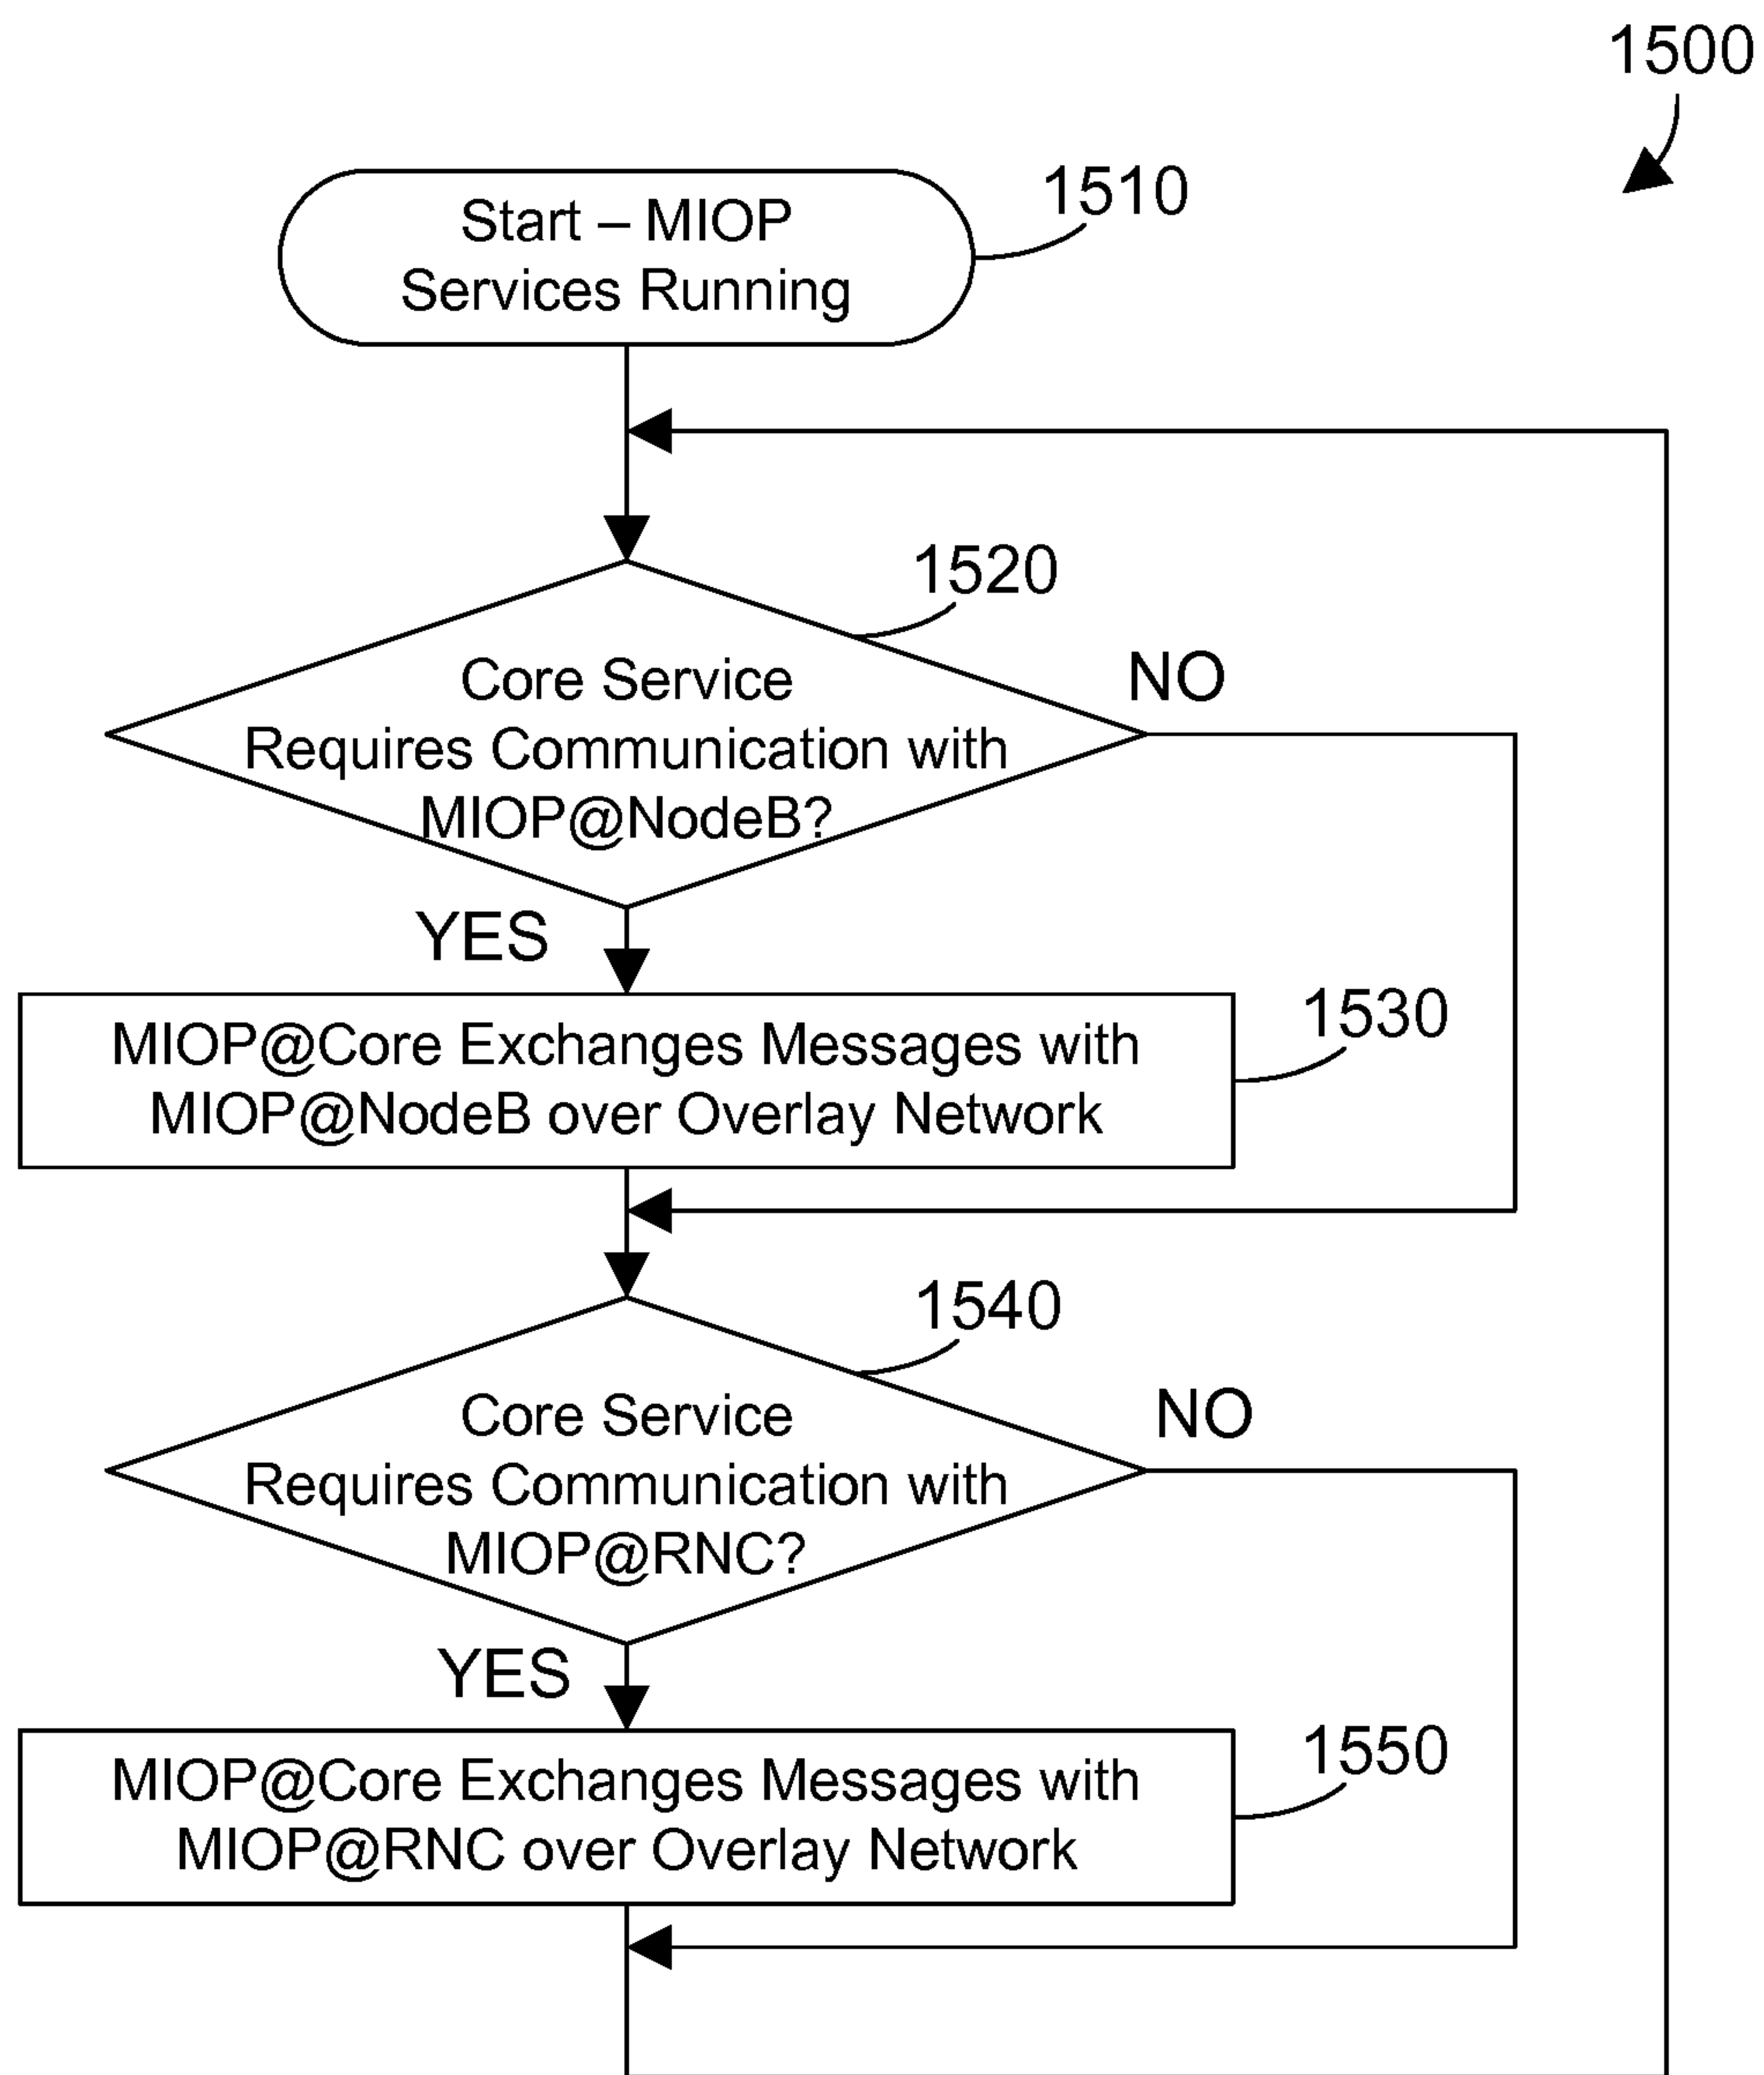 1500
Start – MIOP
Services Running
1510
1520
Core Service
Requires Communication with
MIOP@NodeB?
NO
YES
1530
MIOP@Core Exchanges Messages with
MIOP@NodeB over Overlay Network
1540
Core Service
Requires Communication with
MIOP@RNC?
NO
YES
1550
MIOP@Core Exchanges Messages with
MIOP@RNC over Overlay Network